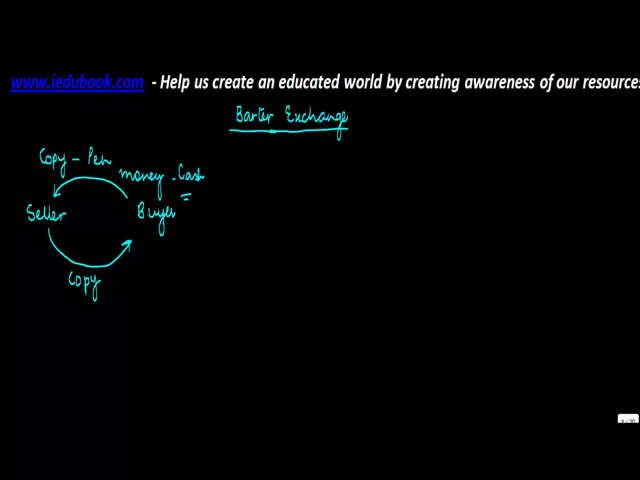 www.iedubook.com - Help us create an educated world by creating awareness of our resources
Barter Exchange
Copy - Pen
money - Cash
Seller
Buyer
Copy